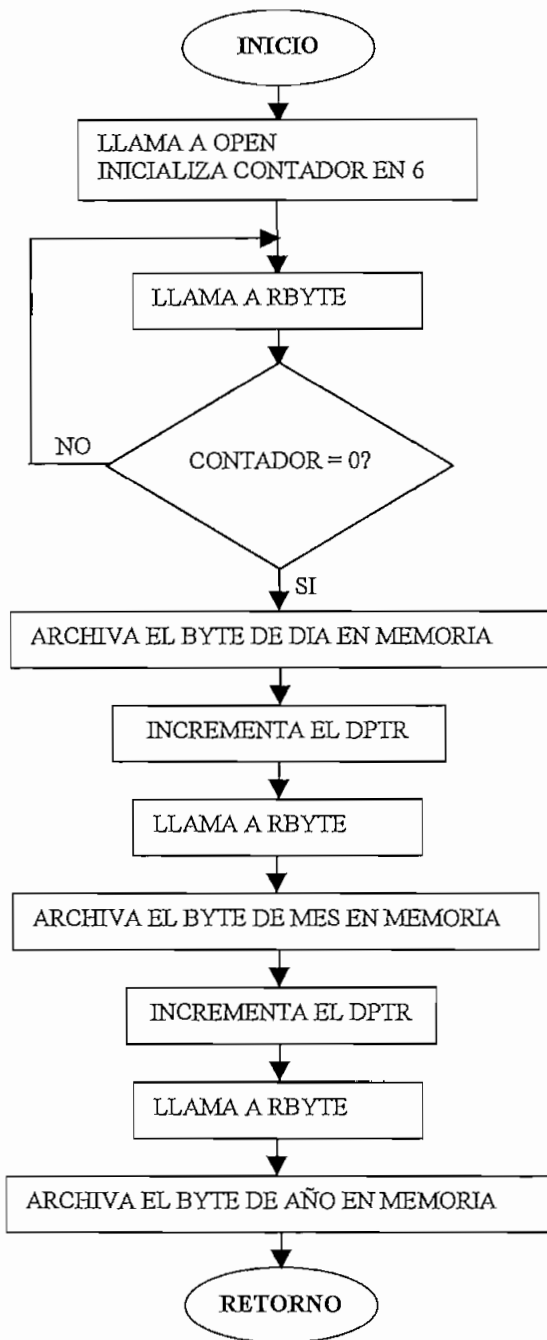 INICIO
LLAMA A OPEN
INICIALIZA CONTADOR EN 6
LLAMA A RBYTE
NO
CONTADOR = 0?
SI
ARCHIVA EL BYTE DE DIA EN MEMORIA
INCREMENTA EL DPTR
LLAMA A RBYTE
ARCHIVA EL BYTE DE MES EN MEMORIA
INCREMENTA EL DPTR
LLAMA A RBYTE
ARCHIVA EL BYTE DE AÑO EN MEMORIA
RETORNO